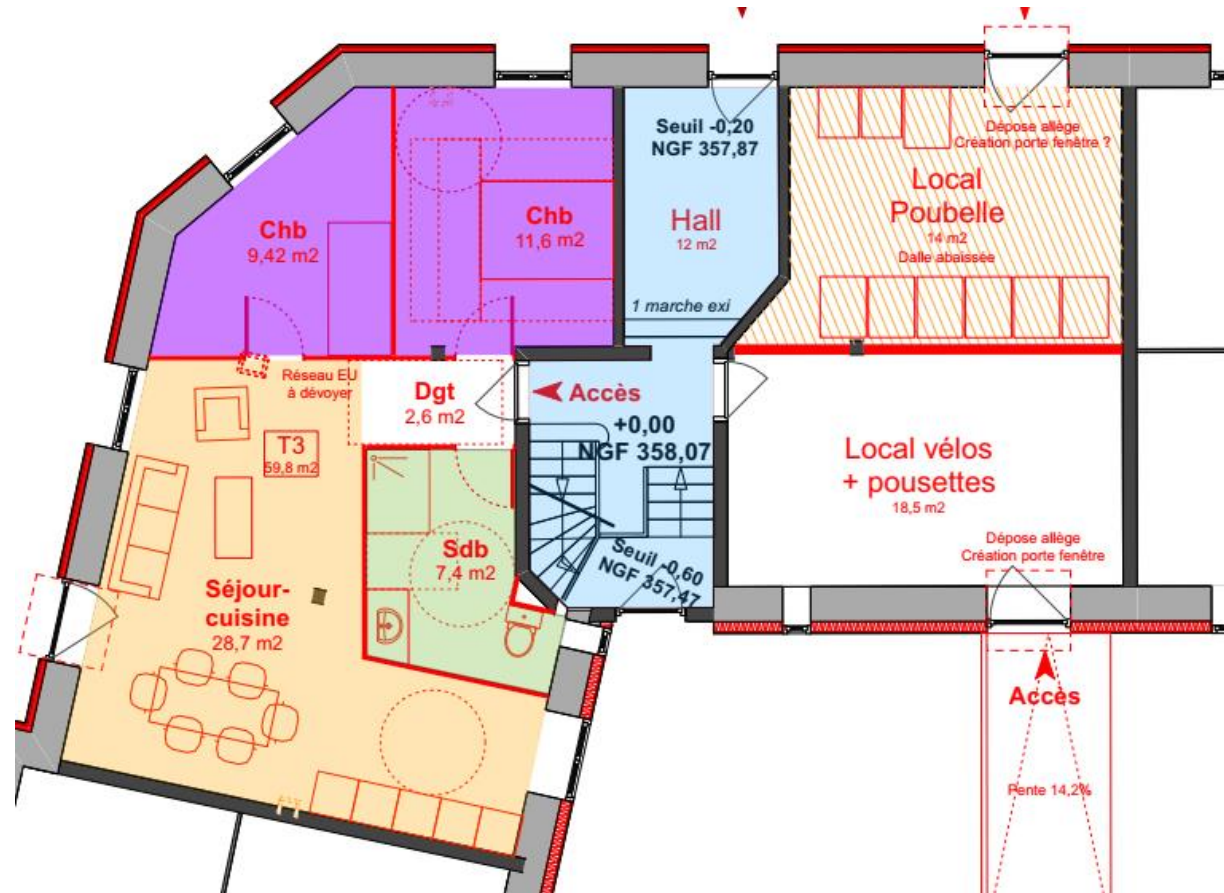 Seuil -0,20
NGF 357,87
Dépose allège
Création porte fenêtre ?
Chb
9,42 m2
Chb
11,6 m2
Hall
12 m2
Local
Poubelle
14 m2
Dalle abaissée
1 marche exi
Réseau EU
à dévoyer
Dgt
2,6 m2
Accès
+0,00
NGF 358,07
T3
59,8 m2
Local vélos
+ pousettes
18,5 m2
Sdb
7,4 m2
Seuil -0,60
NGF 357,47
Dépose allège
Création porte fenêtre
Séjour-
cuisine
28,7 m2
Accès
Pente 14,2%